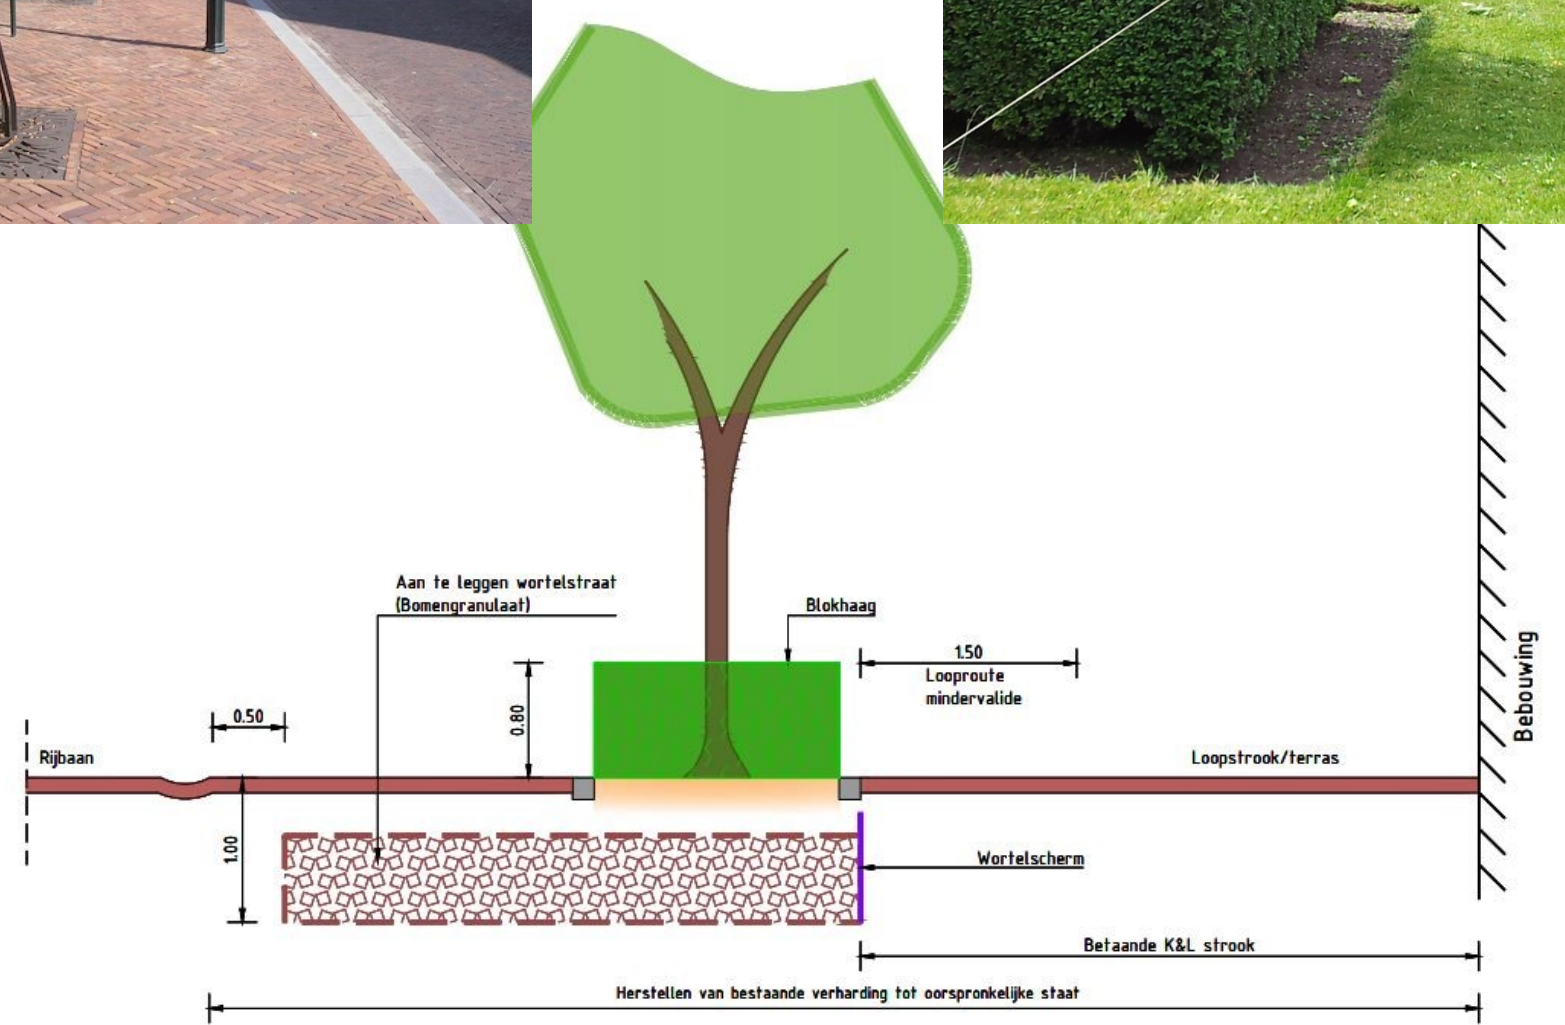 Aan te leggen wortelstraat
(Bomengranulaat)
Blokhaag
1.50
Looproute
mindervalide
0.50
0.80
Rijbaan
Loopstrook/terras
Bebouwing
1.00
Wortelscherm
Betaande K&L strook
Herstellen van bestaande verharding tot oorspronkelijke staat